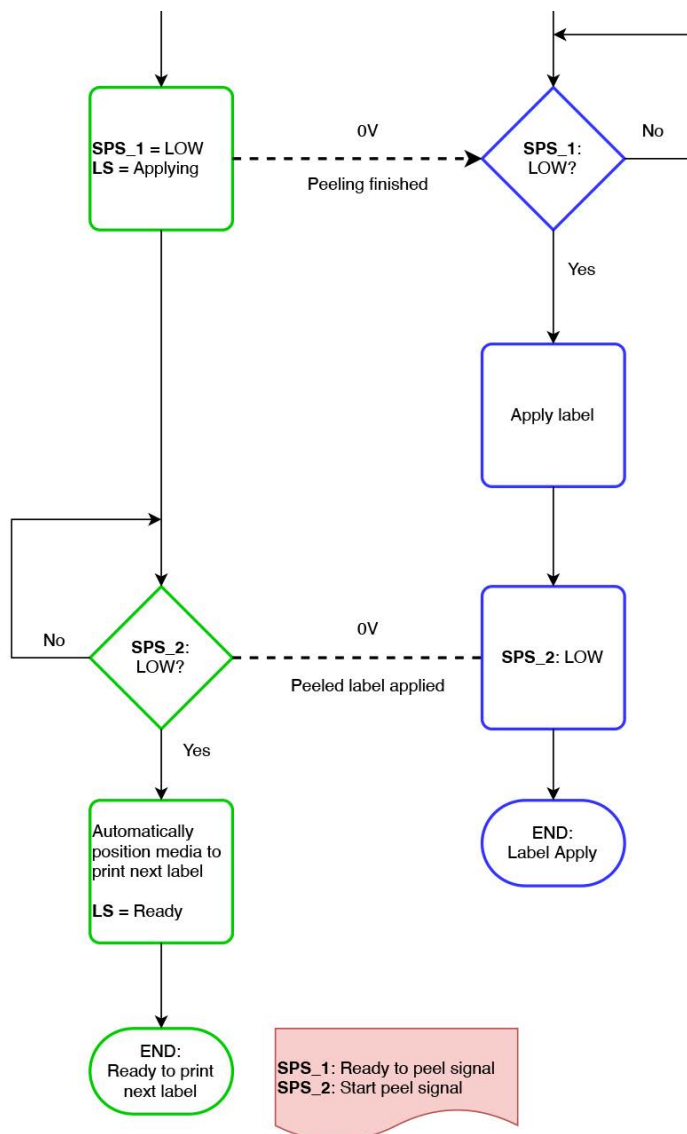 SPS_1 = LOW
LS = Applying
0V
Peeling finished
SPS_1:
LOW?
No
Yes
Apply label
No
SPS_2:
LOW?
0V
Peeled label applied
SPS_2: LOW
Yes
Automatically
position media to
print next label
LS = Ready
END:
Label Apply
END:
Ready to print
next label
SPS_1: Ready to peel signal
SPS_2: Start peel signal